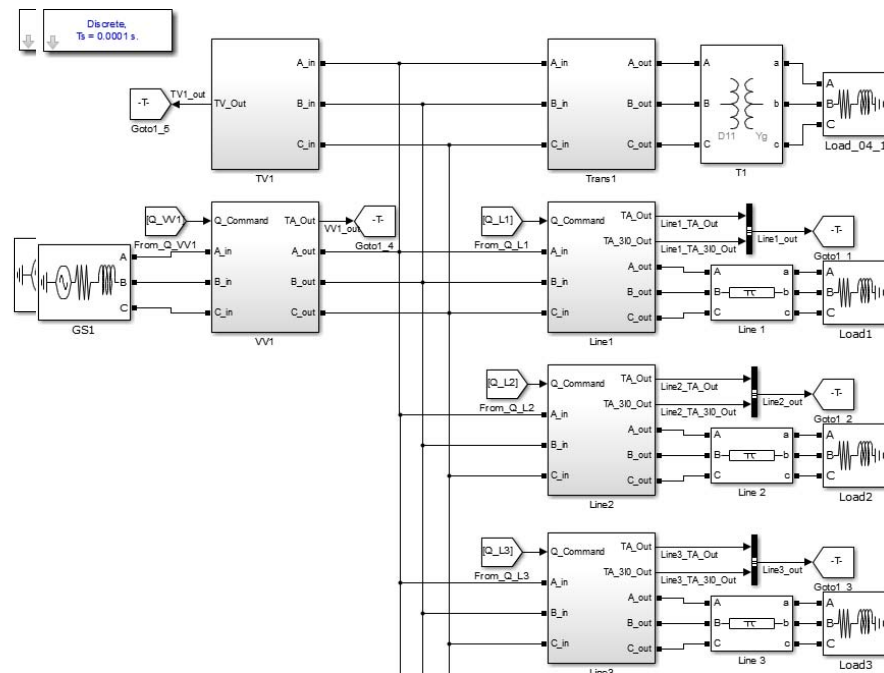 Discrete,
Ts = 0.0001 s.
TV1_out
-T-
Goto1_5
TV_Out
A_in
B_in
C_in
TV1
A_in
B_in
C_in
A_out
B_out
C_out
Trans1
A
B
C
D11
Yg
a
b
c
T1
A
B
C
Load_04_1
[Q_VV1]
From_Q_VV1
Q_Command
A_in
B_in
C_in
TA_Out
A_out
B_out
C_out
VV1
VV1_out
-T-
Goto1_4
A
B
C
GS1
[Q_L1]
From_Q_L1
Q_Command
A_in
B_in
C_in
TA_Out
TA_3I0_Out
A_out
B_out
C_out
Line1
Line1_TA_Out
Line1_TA_3I0_Out
Line1_out
-T-
Goto1_1
A
B
C
a
b
c
Line 1
A
B
C
Load1
[Q_L2]
From_Q_L2
Q_Command
A_in
B_in
C_in
TA_Out
TA_3I0_Out
A_out
B_out
C_out
Line2
Line2_TA_Out
Line2_TA_3I0_Out
Line2_out
-T-
Goto1_2
A
B
C
a
b
c
Line 2
A
B
C
Load2
[Q_L3]
From_Q_L3
Q_Command
A_in
B_in
C_in
TA_Out
TA_3I0_Out
A_out
B_out
C_out
Line3
Line3_TA_Out
Line3_TA_3I0_Out
Line3_out
-T-
Goto1_3
A
B
C
a
b
c
Line 3
A
B
C
Load3